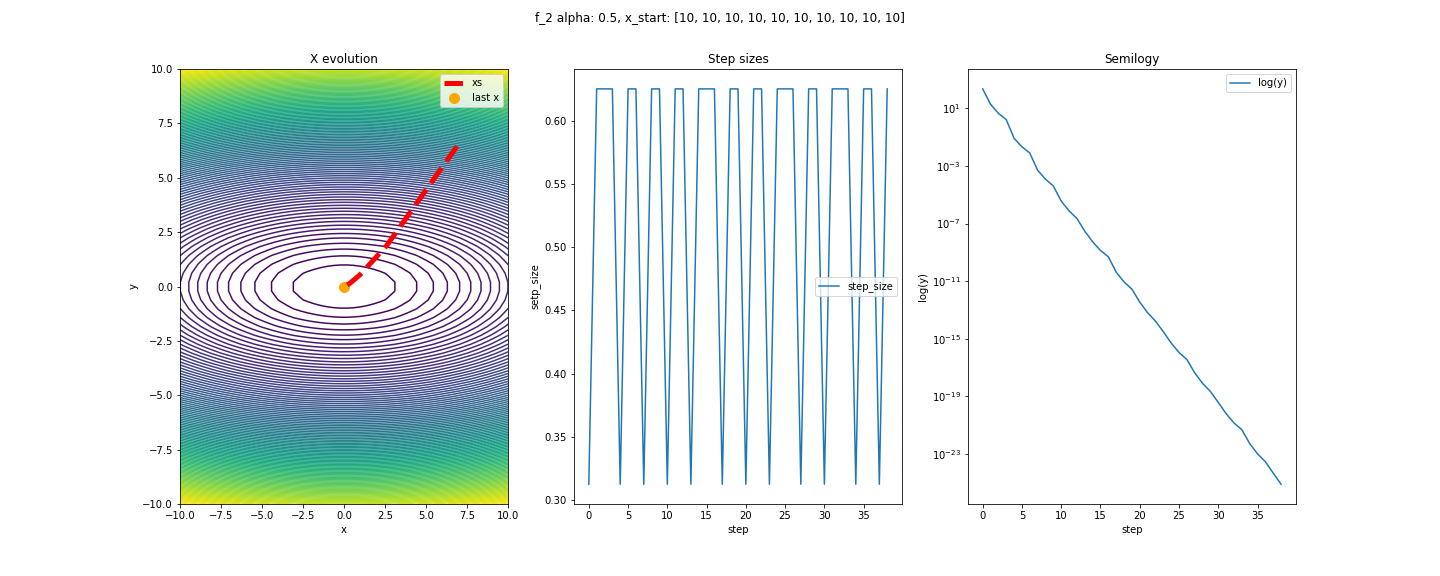 f_2 alpha: 0.5, x_start: [10, 10, 10, 10, 10, 10, 10, 10, 10, 10]
X evolution
10.0
7.5
5.0
2.5
0.0
−2.5
−5.0
−7.5
−10.0
y
xs
last x
−10.0 −7.5 −5.0 −2.5 0.0 2.5 5.0 7.5 10.0
x
Step sizes
0.60
0.55
0.50
0.45
0.40
0.35
0.30
setp_size
step_size
0 5 10 15 20 25 30 35
step
Semilogy
log(y)
10^1
10^−3
10^−7
10^−11
10^−15
10^−19
10^−23
log(y)
0 5 10 15 20 25 30 35
step